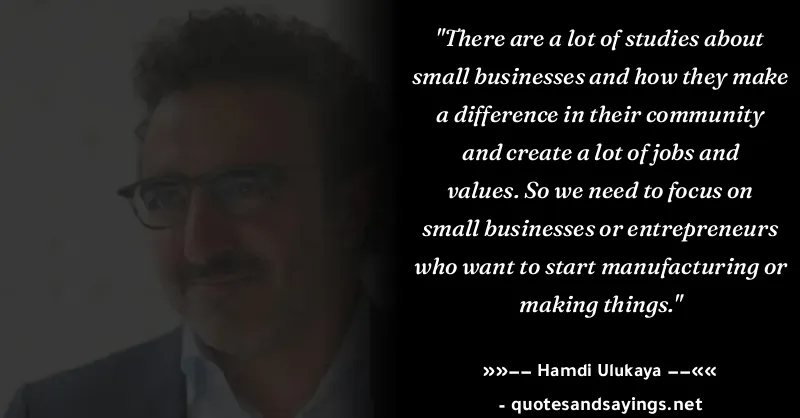 "There are a lot of studies about
small businesses and how they make
a difference in their community
and create a lot of jobs and
values. So we need to focus on
small businesses or entrepreneurs
who want to start manufacturing or
making things."
»»−− Hamdi Ulukaya −−««
- quotesandsayings.net